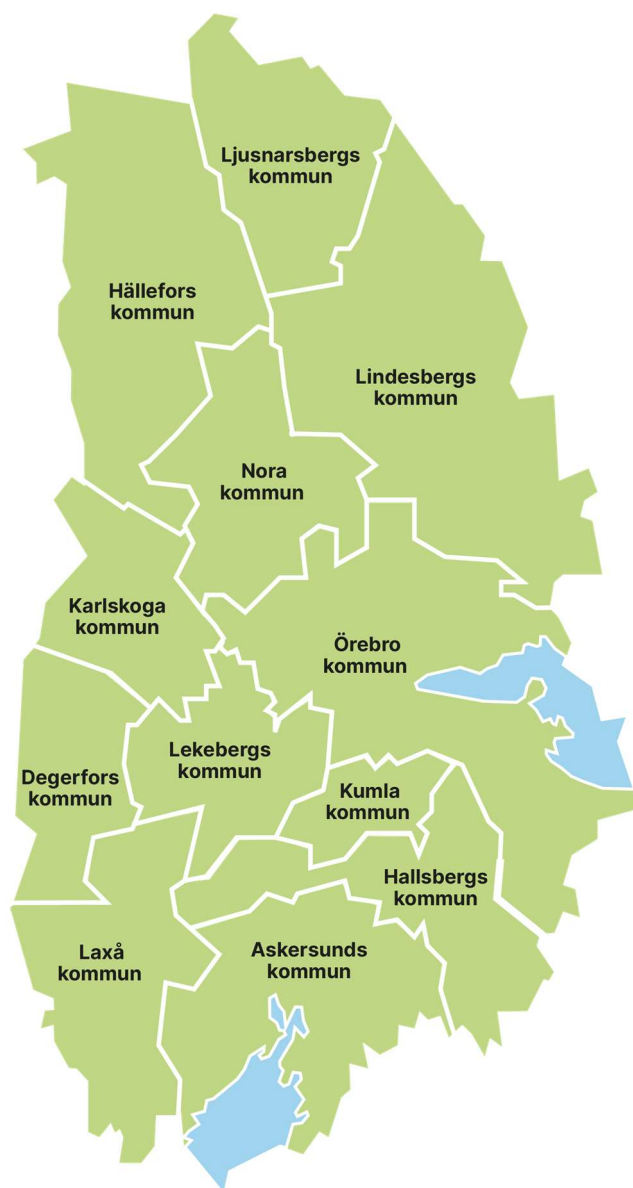 Ljusnarsbergs
kommun
Hällefors
kommun
Lindesbergs
kommun
Nora
kommun
Karlskoga
kommun
Örebro
kommun
Lekebergs
kommun
Degerfors
kommun
Kumla
kommun
Hallsbergs
kommun
Laxå
kommun
Askersunds
kommun